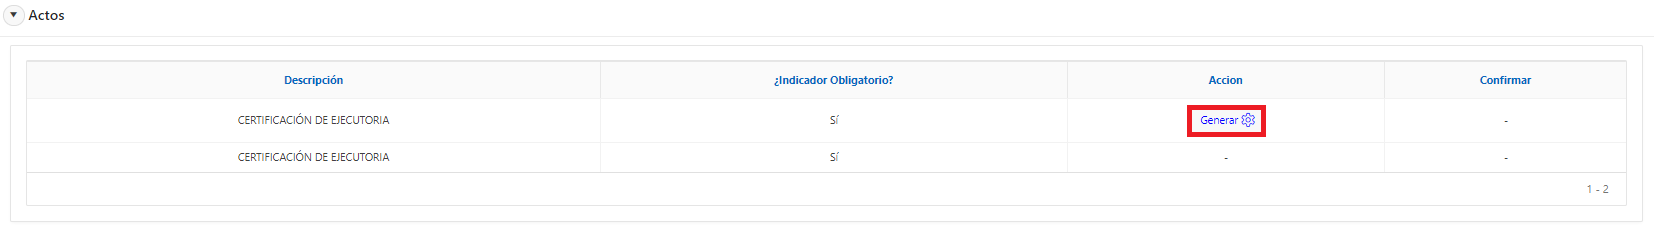 Actos
Descripción ¿Indicador Obligatorio? Accion Confirmar
CERTIFICACIÓN DE EJECUTORIA Sí Generar -
CERTIFICACIÓN DE EJECUTORIA Sí - -
1 - 2